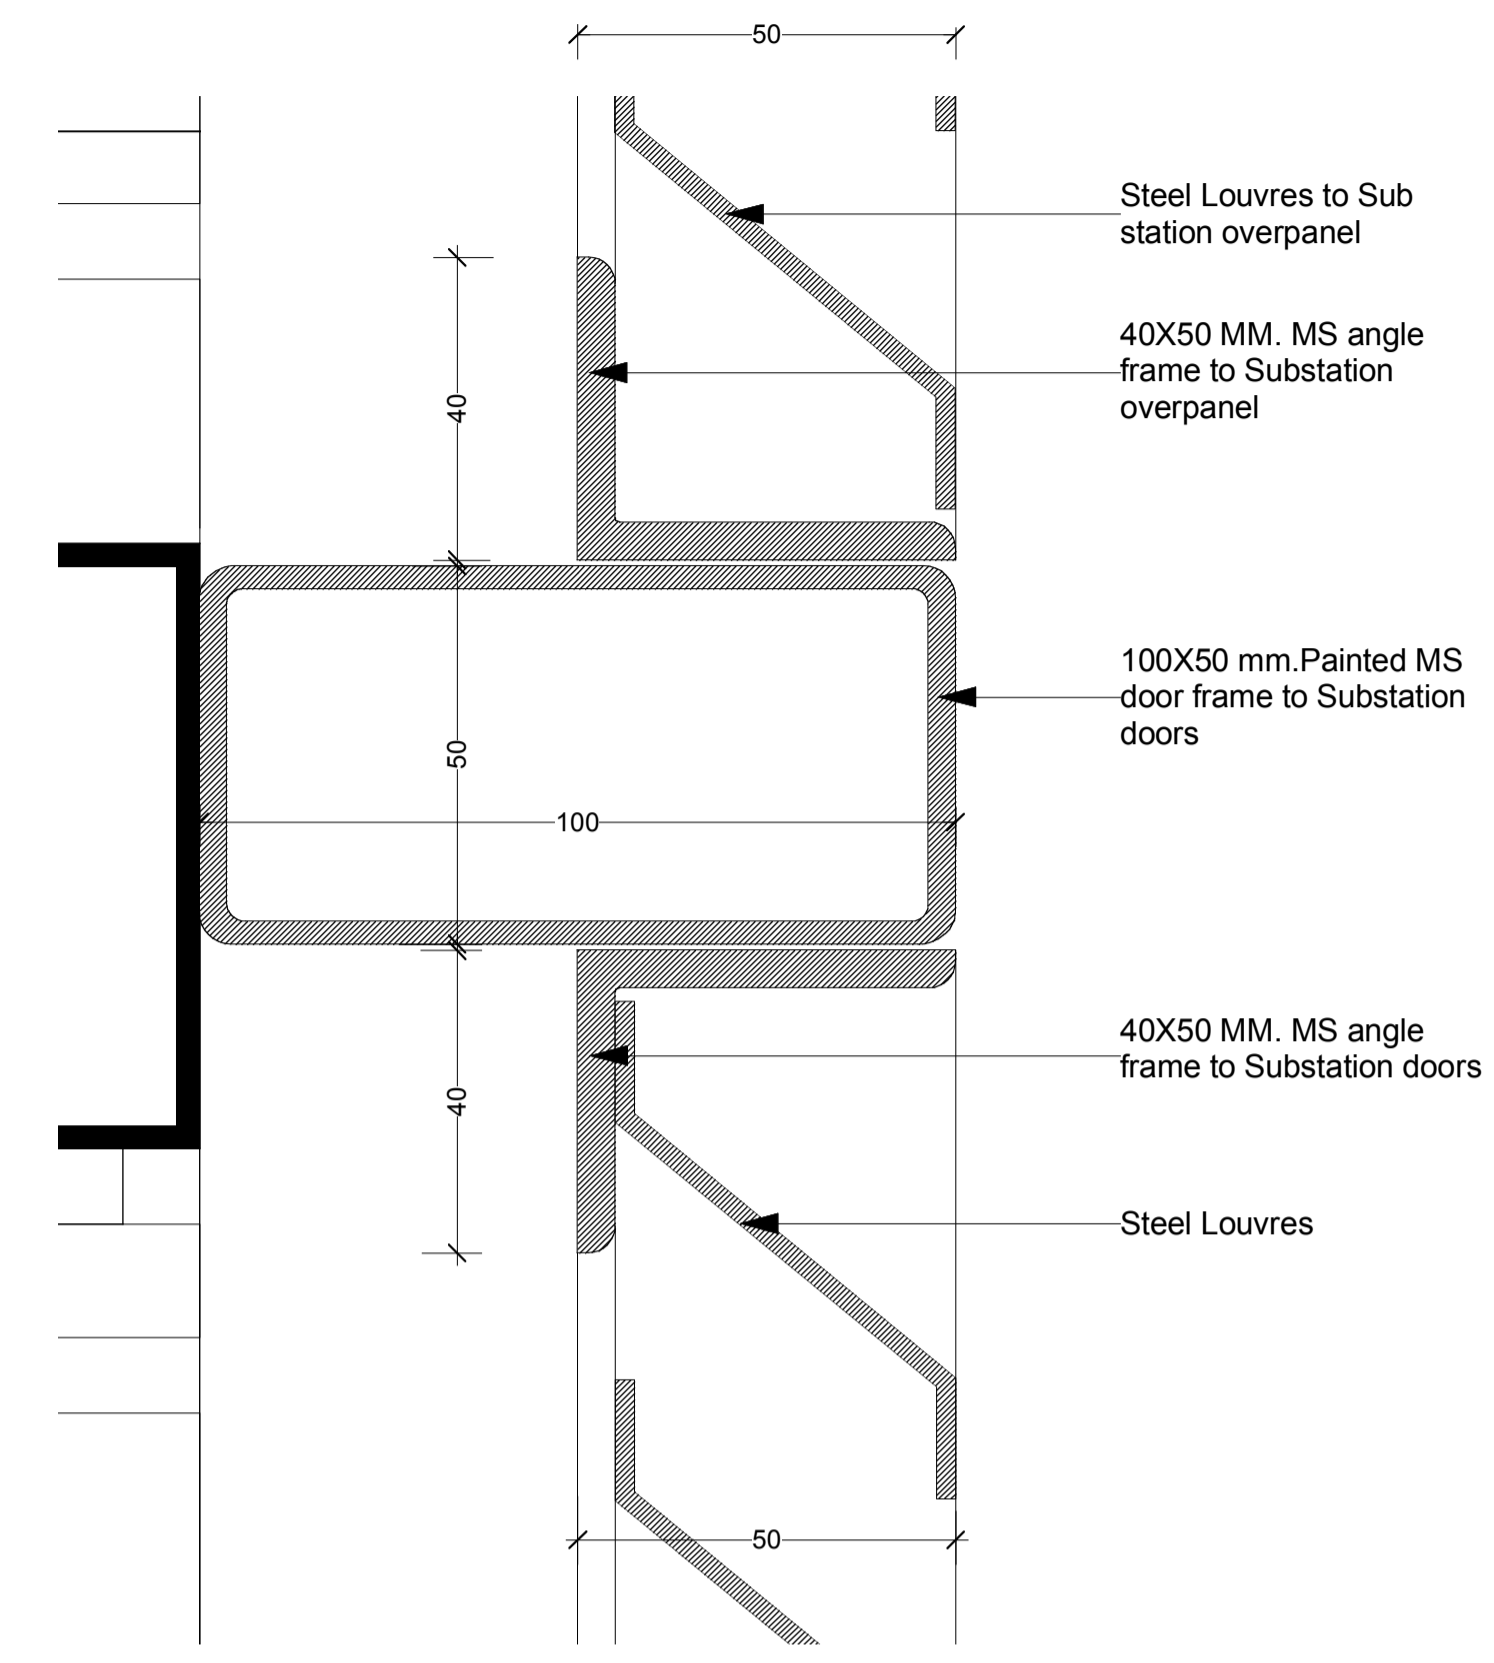 50
Steel Louvres to Sub
station overpanel
40X50 MM. MS angle
frame to Substation
overpanel
40
100X50 mm.Painted MS
door frame to Substation
doors
50
100
40X50 MM. MS angle
frame to Substation doors
40
Steel Louvres
50